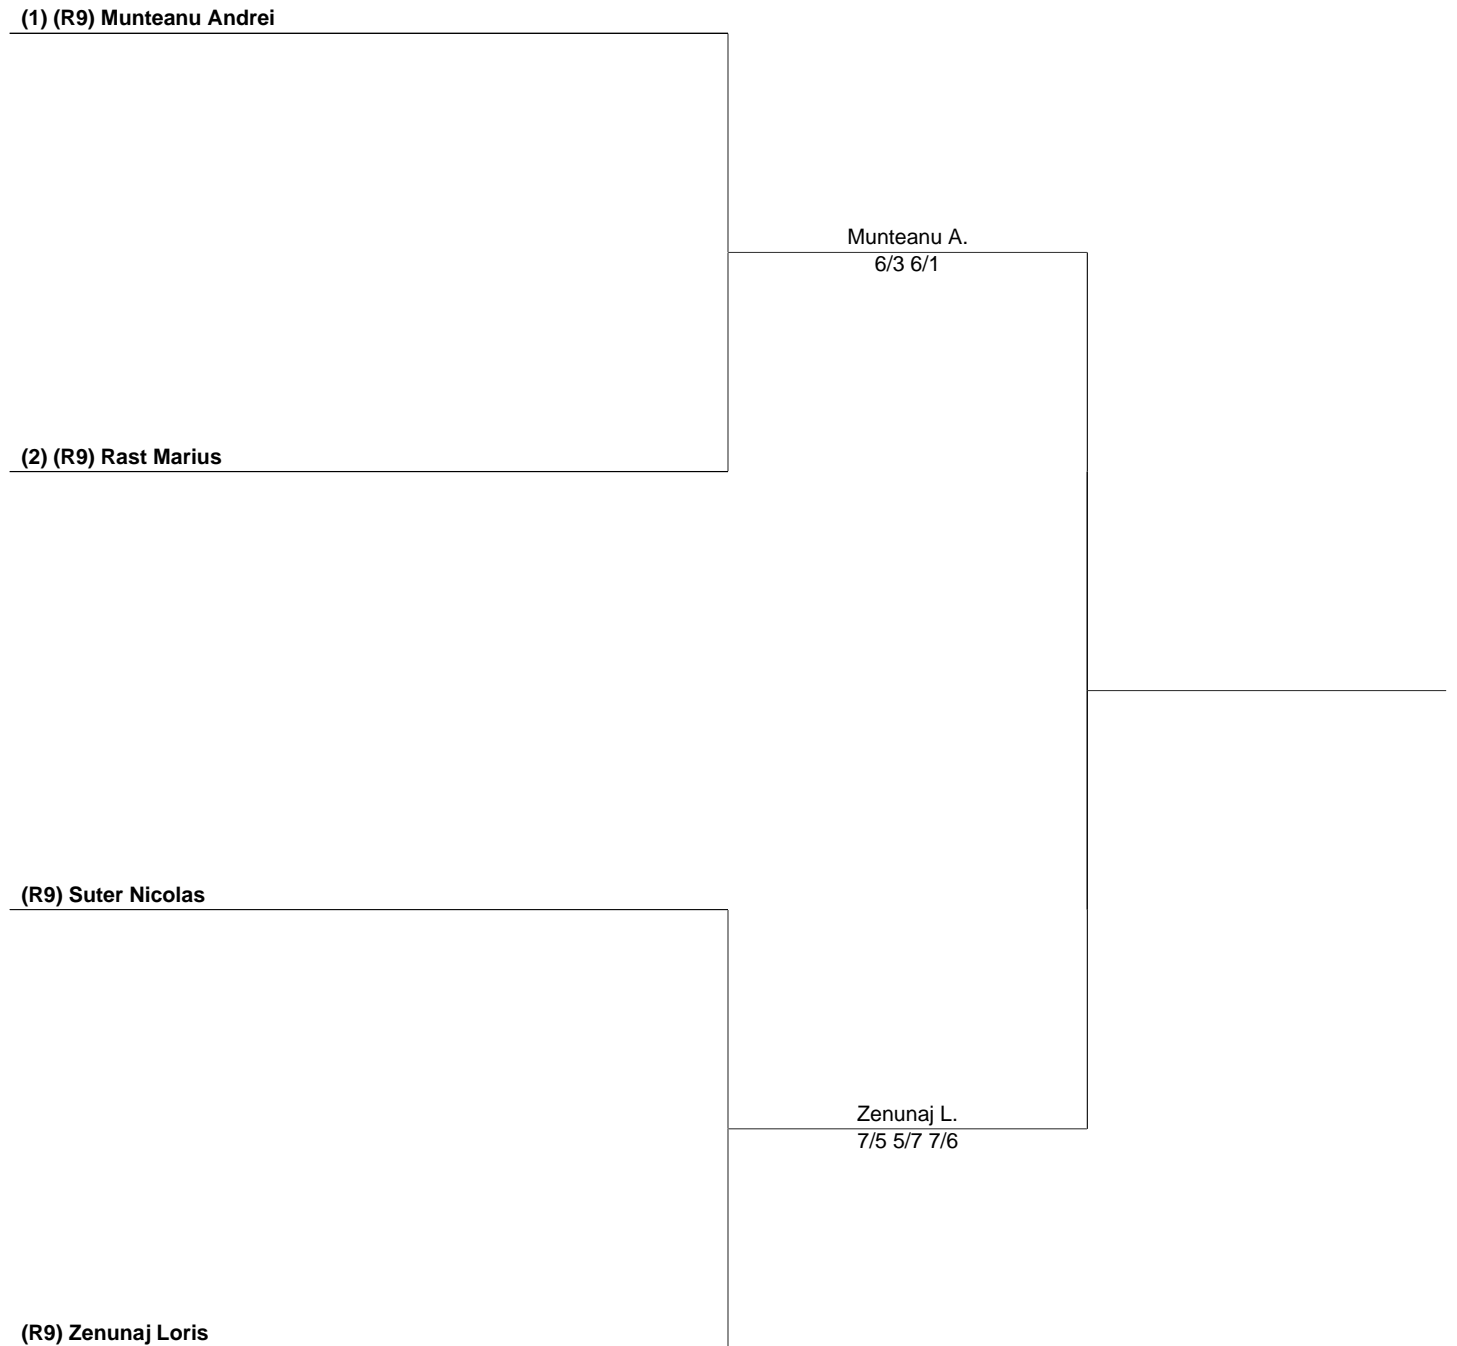 (1) (R9) Munteanu Andrei
Munteanu A.
6/3 6/1
(2) (R9) Rast Marius
(R9) Suter Nicolas
Zenunaj L.
7/5 5/7 7/6
(R9) Zenunaj Loris